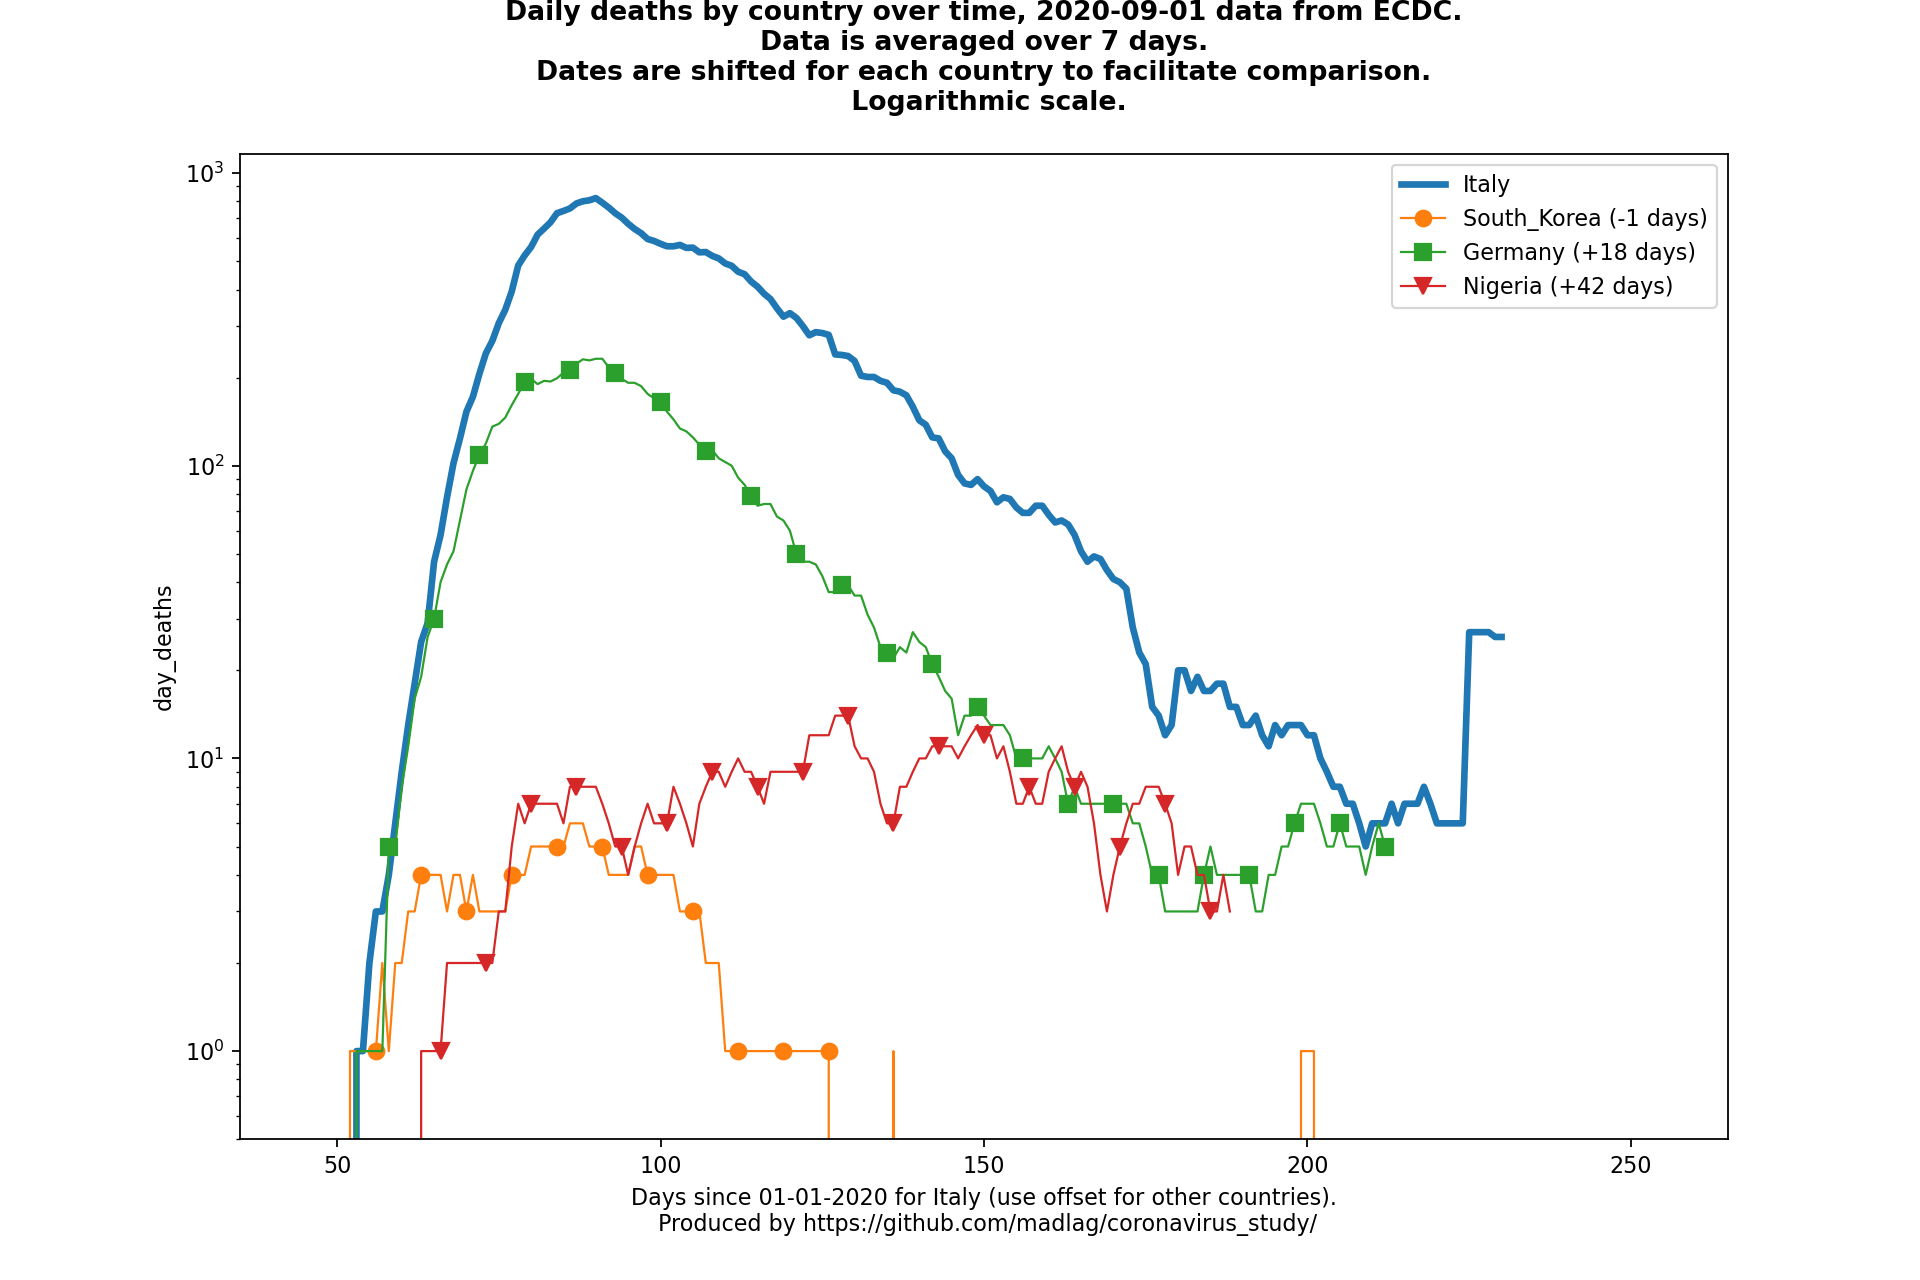 Daily deaths by country over time, 2020-09-01 data from ECDC.
Data is averaged over 7 days.
Dates are shifted for each country to facilitate comparison.
Logarithmic scale.
10³
10²
10¹
10⁰
day_deaths
Italy
South_Korea (-1 days)
Germany (+18 days)
Nigeria (+42 days)
50 100 150 200 250
Days since 01-01-2020 for Italy (use offset for other countries).
Produced by https://github.com/madlag/coronavirus_study/